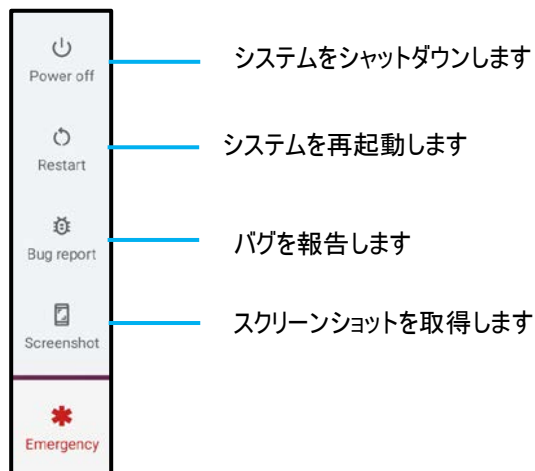 Power off
システムをシャットダウンします
Restart
システムを再起動します
Bug report
バグを報告します
Screenshot
スクリーンショットを取得します
Emergency